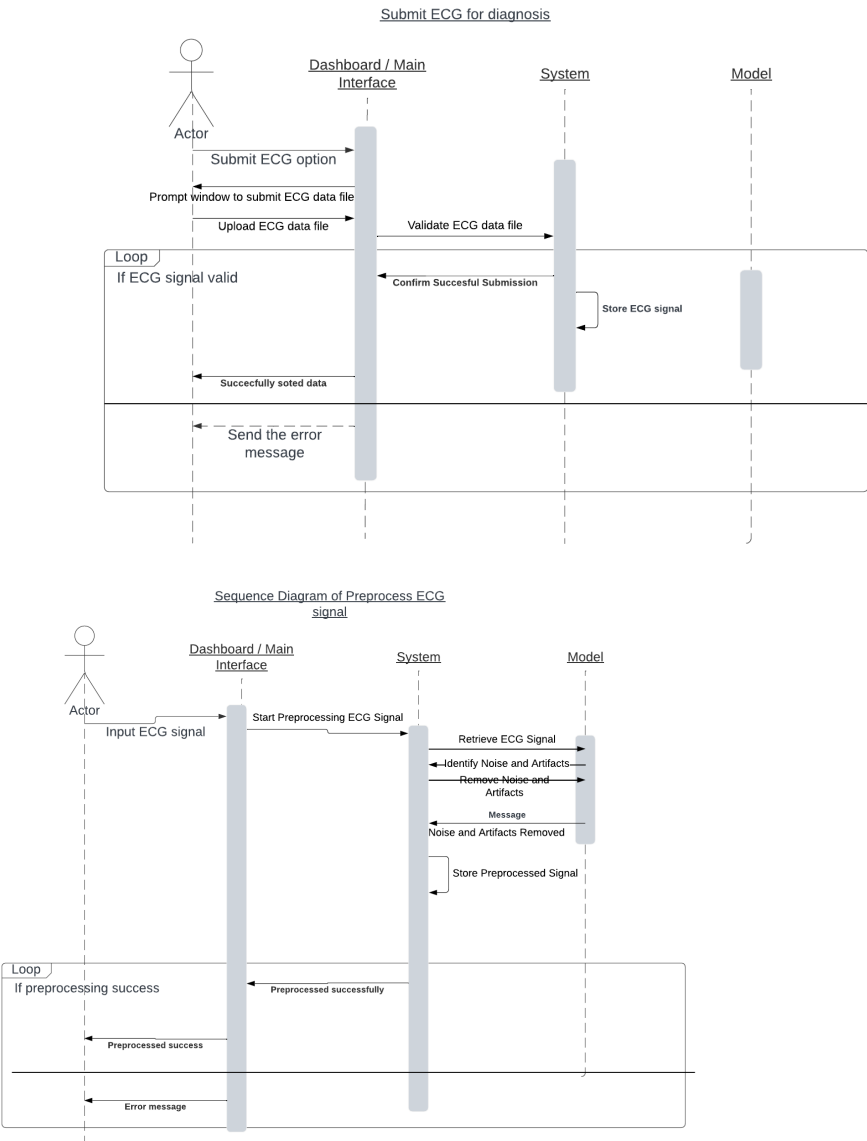 Submit ECG for diagnosis
Dashboard / Main
Interface
System
Model
Actor
Submit ECG option
Prompt window to submit ECG data file
Upload ECG data file
Validate ECG data file
Loop
If ECG signal valid
Confirm Succesful Submission
Store ECG signal
Succecfully soted data
Send the error
message
Sequence Diagram of Preprocess ECG
signal
Dashboard / Main
Interface
System
Model
Actor
Input ECG signal
Start Preprocessing ECG Signal
Retrieve ECG Signal
Identify Noise and Artifacts
Remove Noise and
Artifacts
Message
Noise and Artifacts Removed
Store Preprocessed Signal
Loop
If preprocessing success
Preprocessed successfully
Preprocessed success
Error message